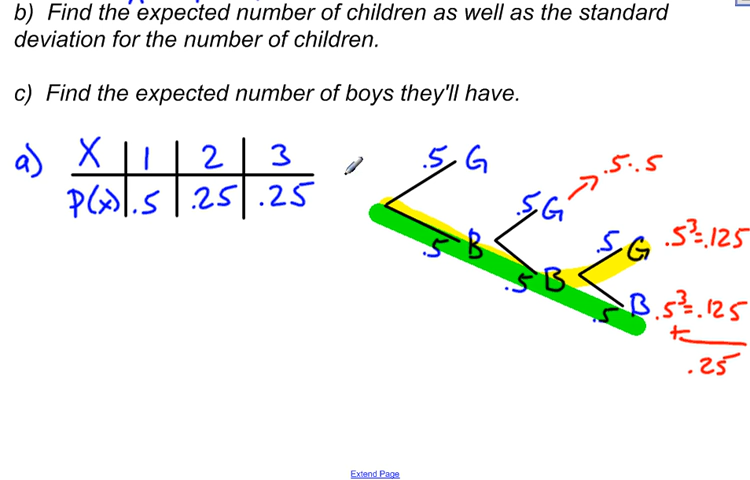 b) Find the expected number of children as well as the standard
deviation for the number of children.
c) Find the expected number of boys they'll have.
a) X 1 2 3
P(x) .5 .25 .25
.5 G
.5 G .5·.5
.5 B .5 G .5³=.125
.5 B
.5 B .5³=.125
+
.25
Extend Page